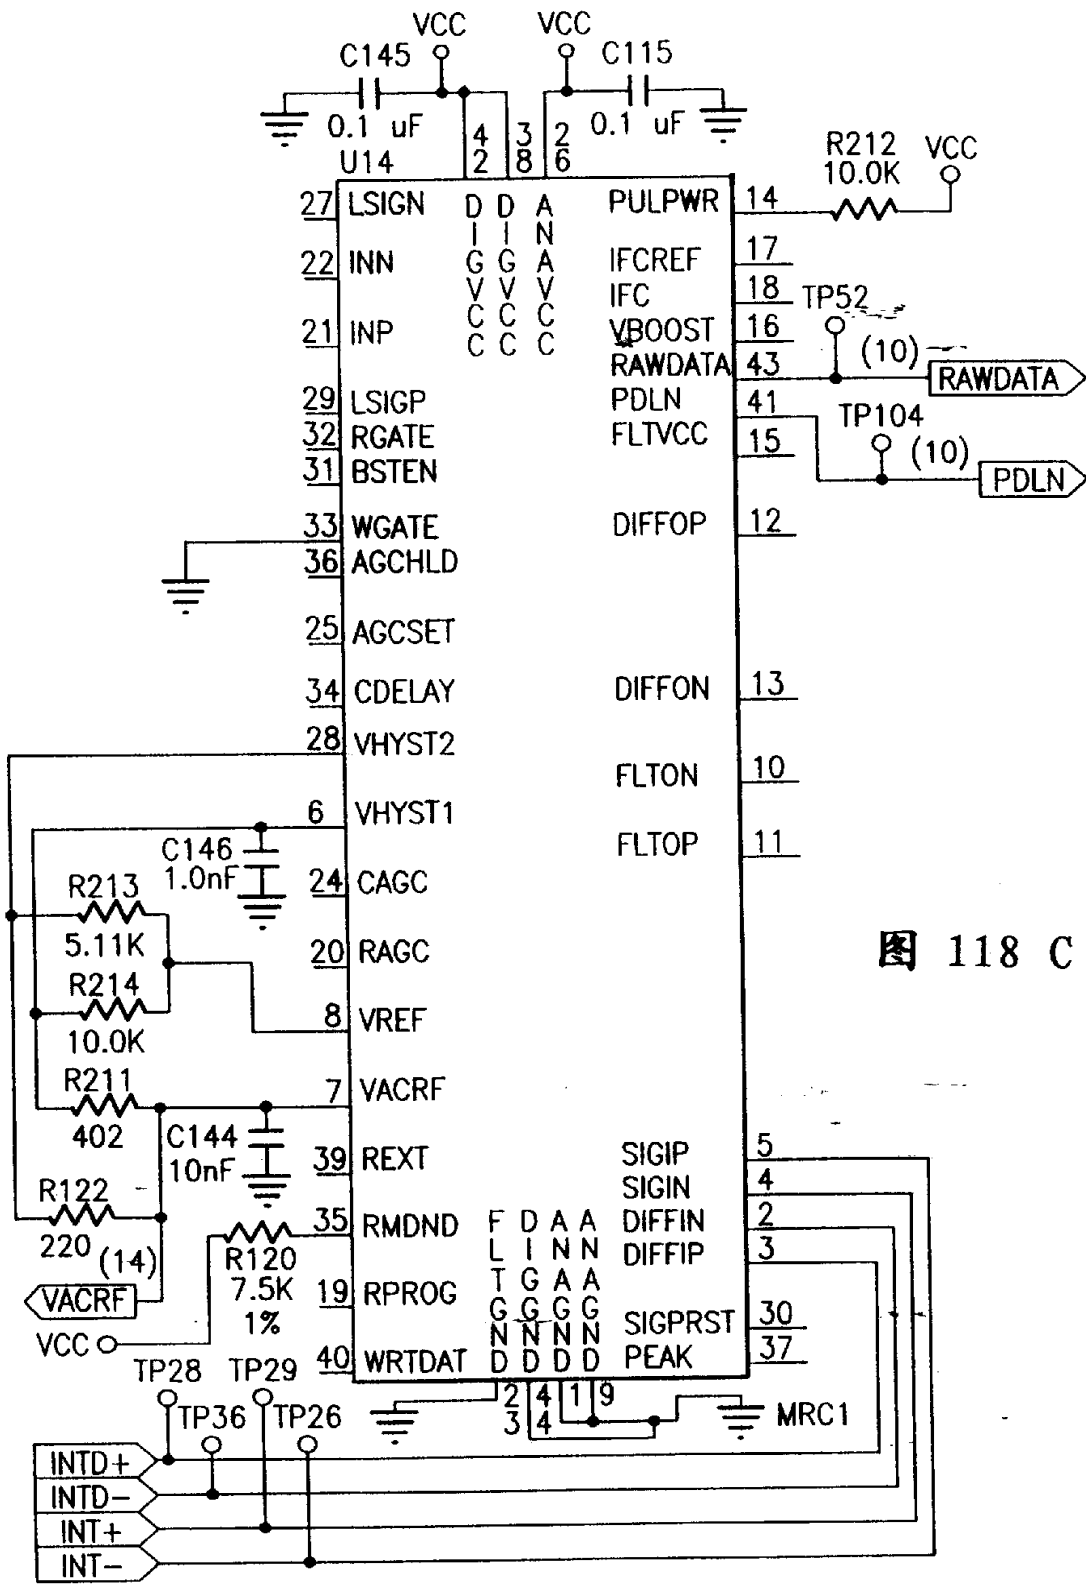 VCC
VCC
C145
C115
0.1 uF
0.1 uF
U14
4 2
3 8
2 6
R212
10.0K
VCC
27 LSIGN
22 INN
21 INP
29 LSIGP
32 RGATE
31 BSTEN
33 WGATE
36 AGCHLD
25 AGCSET
34 CDELAY
28 VHYST2
6 VHYST1
24 CAGC
20 RAGC
8 VREF
7 VACRF
39 REXT
35 RMDND
19 RPROG
40 WRTDAT
DIGVCC
DIGVCC
ANAVCC
PULPWR 14
IFCREF 17
IFC 18
VBOOST 16
RAWDATA 43
PDLN 41
FLTVCC 15
DIFFOP 12
DIFFON 13
FLTON 10
FLTOP 11
SIGIP 5
SIGIN 4
DIFFIN 2
DIFFIP 3
SIGPRST 30
PEAK 37
TP52
(10)
RAWDATA
TP104
(10)
PDLN
C146
1.0nF
R213
5.11K
R214
10.0K
R211
402
C144
10nF
R122
220
(14)
VACRF
R120
7.5K
1%
VCC
FLTGND
DIGGND
ANAGND
ANAGND
2 3
4 4
1
9
MRC1
图 118 C
TP28
TP29
TP36
TP26
INTD+
INTD-
INT+
INT-